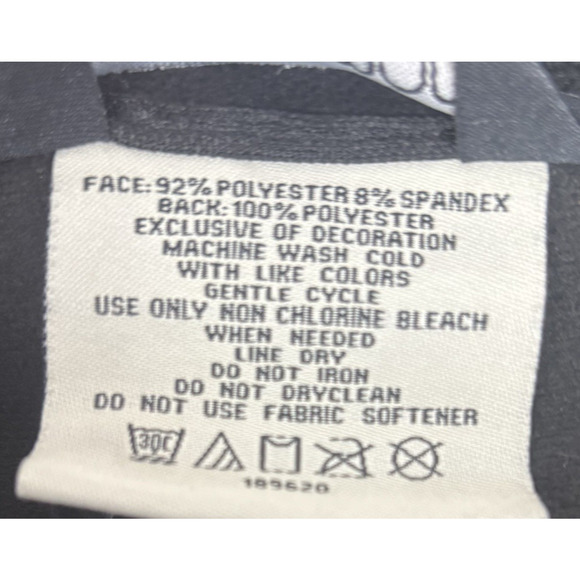 FACE: 92% POLYESTER 8% SPANDEX
BACK: 100% POLYESTER
EXCLUSIVE OF DECORATION
MACHINE WASH COLD
WITH LIKE COLORS
GENTLE CYCLE
USE ONLY NON CHLORINE BLEACH
WHEN NEEDED
LINE DRY
DO NOT IRON
DO NOT DRYCLEAN
DO NOT USE FABRIC SOFTENER
30C
189620